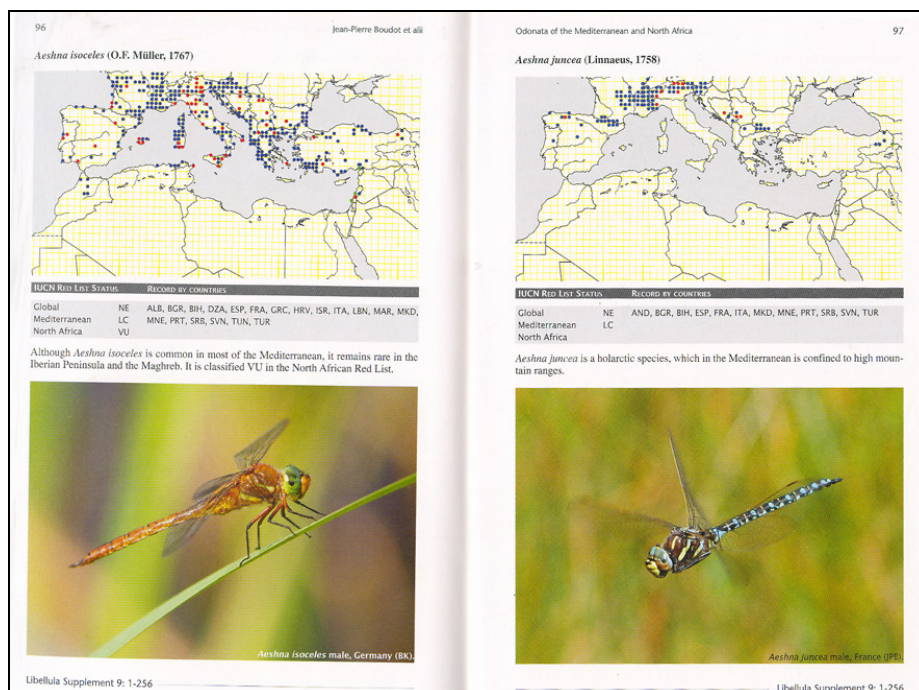 96
Jean-Pierre Boudot et alii
Aeshna isoceles (O.F. Müller, 1767)
IUCN RED LIST STATUS RECORD BY COUNTRIES
Global NE ALB, BGR, BIH, DZA, ESP, FRA, GRC, HRV, ISR, ITA, LBN, MAR, MKD,
Mediterranean LC MNE, PRT, SRB, SVN, TUN, TUR
North Africa VU
Although Aeshna isoceles is common in most of the Mediterranean, it remains rare in the
Iberian Peninsula and the Maghreb. It is classified VU in the North African Red List.
Aeshna isoceles male, Germany (BK).
Libellula Supplement 9: 1-256
Odonata of the Mediterranean and North Africa
97
Aeshna juncea (Linnaeus, 1758)
IUCN RED LIST STATUS RECORD BY COUNTRIES
Global NE AND, BGR, BIH, ESP, FRA, ITA, MKD, MNE, PRT, SRB, SVN, TUR
Mediterranean LC
North Africa
Aeshna juncea is a holarctic species, which in the Mediterranean is confined to high moun-
tain ranges.
Aeshna juncea male, France (JPB).
Libellula Supplement 9: 1-256